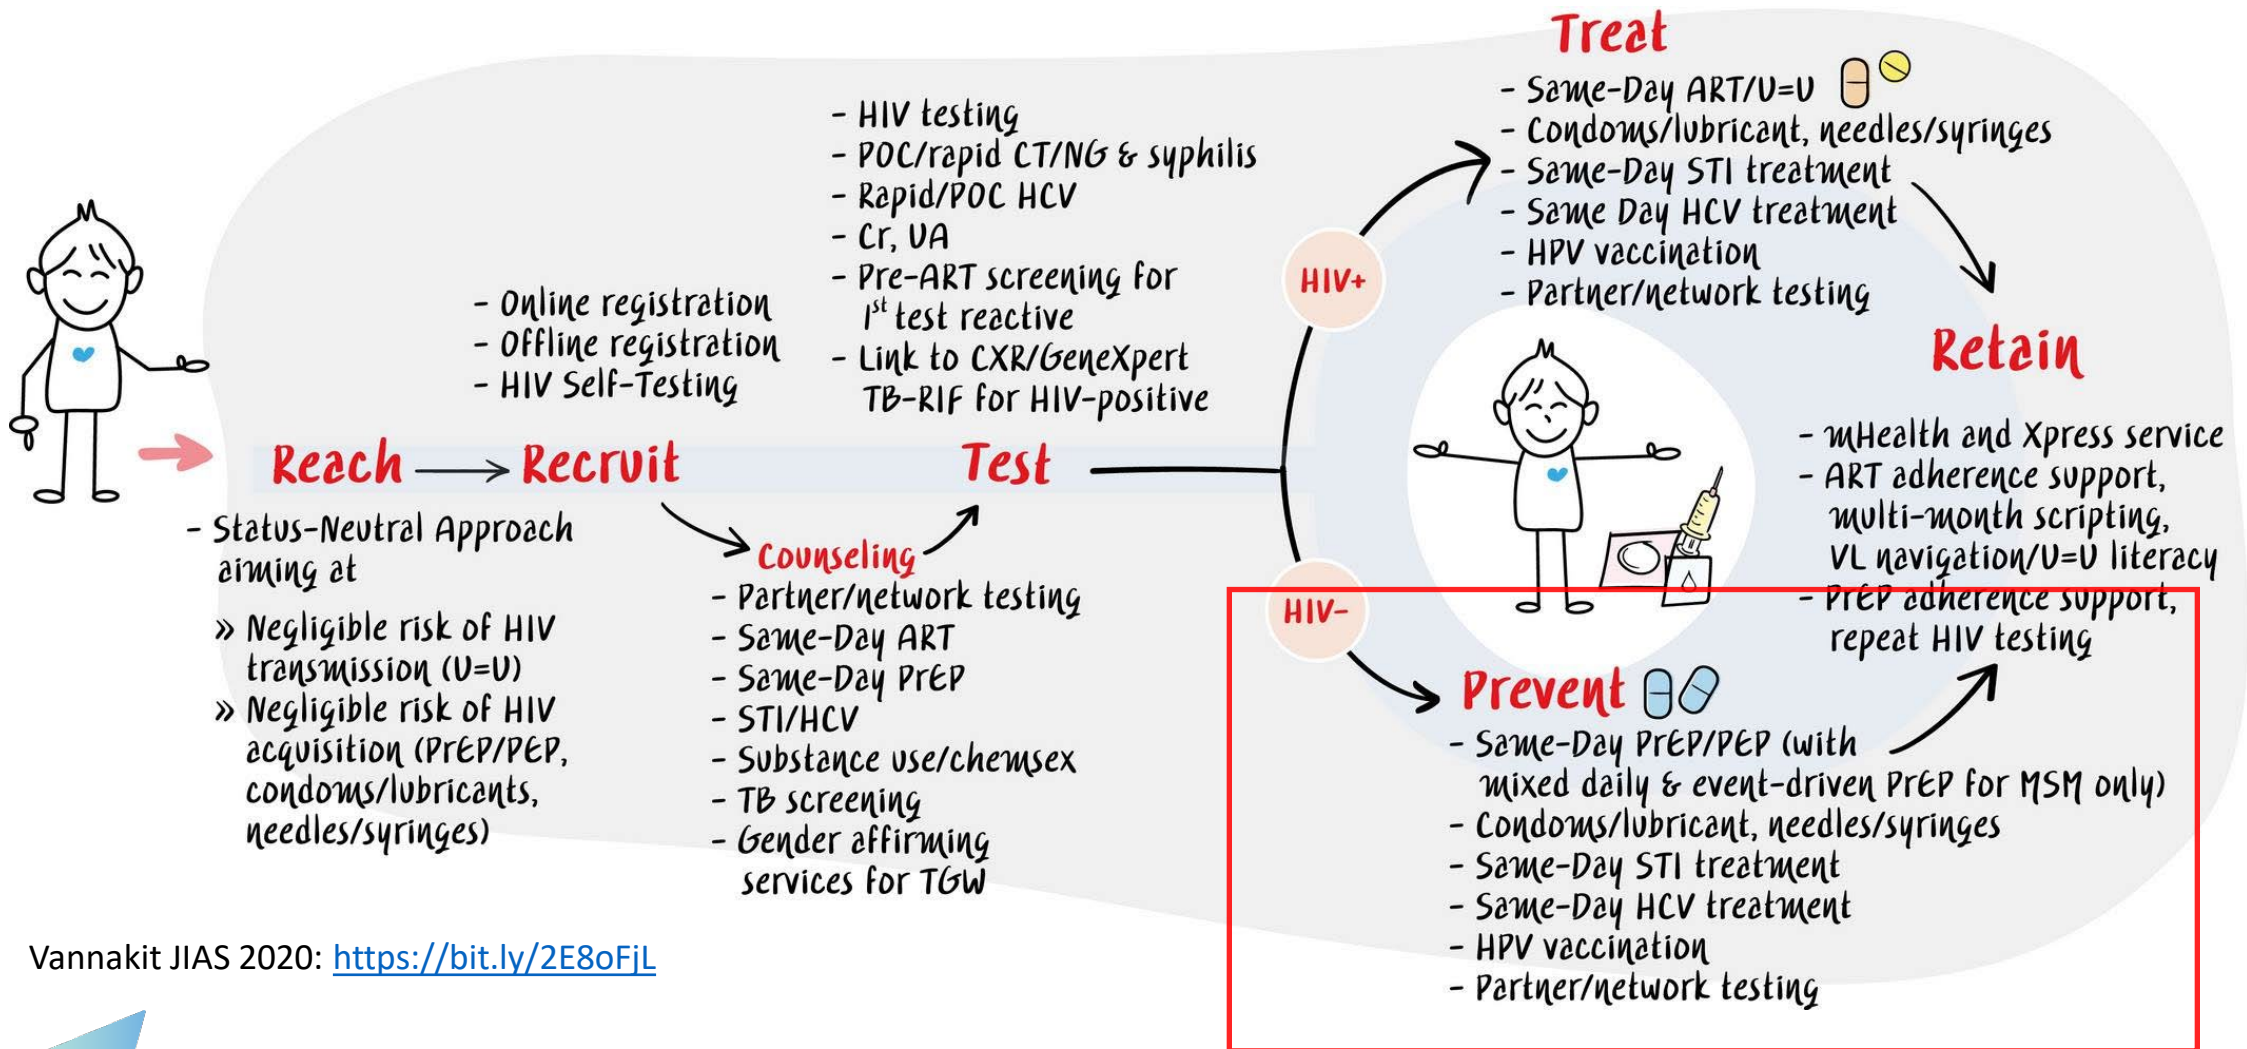 Reach
- Status-Neutral Approach
aiming at
» Negligible risk of HIV
transmission (U=U)
» Negligible risk of HIV
acquisition (PrEP/PEP,
condoms/lubricants,
needles/syringes)
Recruit
- Online registration
- Offline registration
- HIV Self-Testing
Counseling
- Partner/network testing
- Same-Day ART
- Same-Day PrEP
- STI/HCV
- Substance use/chemsex
- TB screening
- Gender affirming
services for TGW
Test
- HIV testing
- POC/rapid CT/NG & syphilis
- Rapid/POC HCV
- Cr, UA
- Pre-ART screening for
1st test reactive
- Link to CXR/GeneXpert
TB-RIF for HIV-positive
HIV+
Treat
- Same-Day ART/U=U
- Condoms/lubricant, needles/syringes
- Same-Day STI treatment
- Same Day HCV treatment
- HPV vaccination
- Partner/network testing
HIV-
Prevent
- Same-Day PrEP/PEP (with
mixed daily & event-driven PrEP for MSM only)
- Condoms/lubricant, needles/syringes
- Same-Day STI treatment
- Same-Day HCV treatment
- HPV vaccination
- Partner/network testing
Retain
- mHealth and Xpress service
- ART adherence support,
multi-month scripting,
VL navigation/U=U literacy
- PrEP adherence support,
repeat HIV testing
Vannakit JIAS 2020: https://bit.ly/2E8oFjL